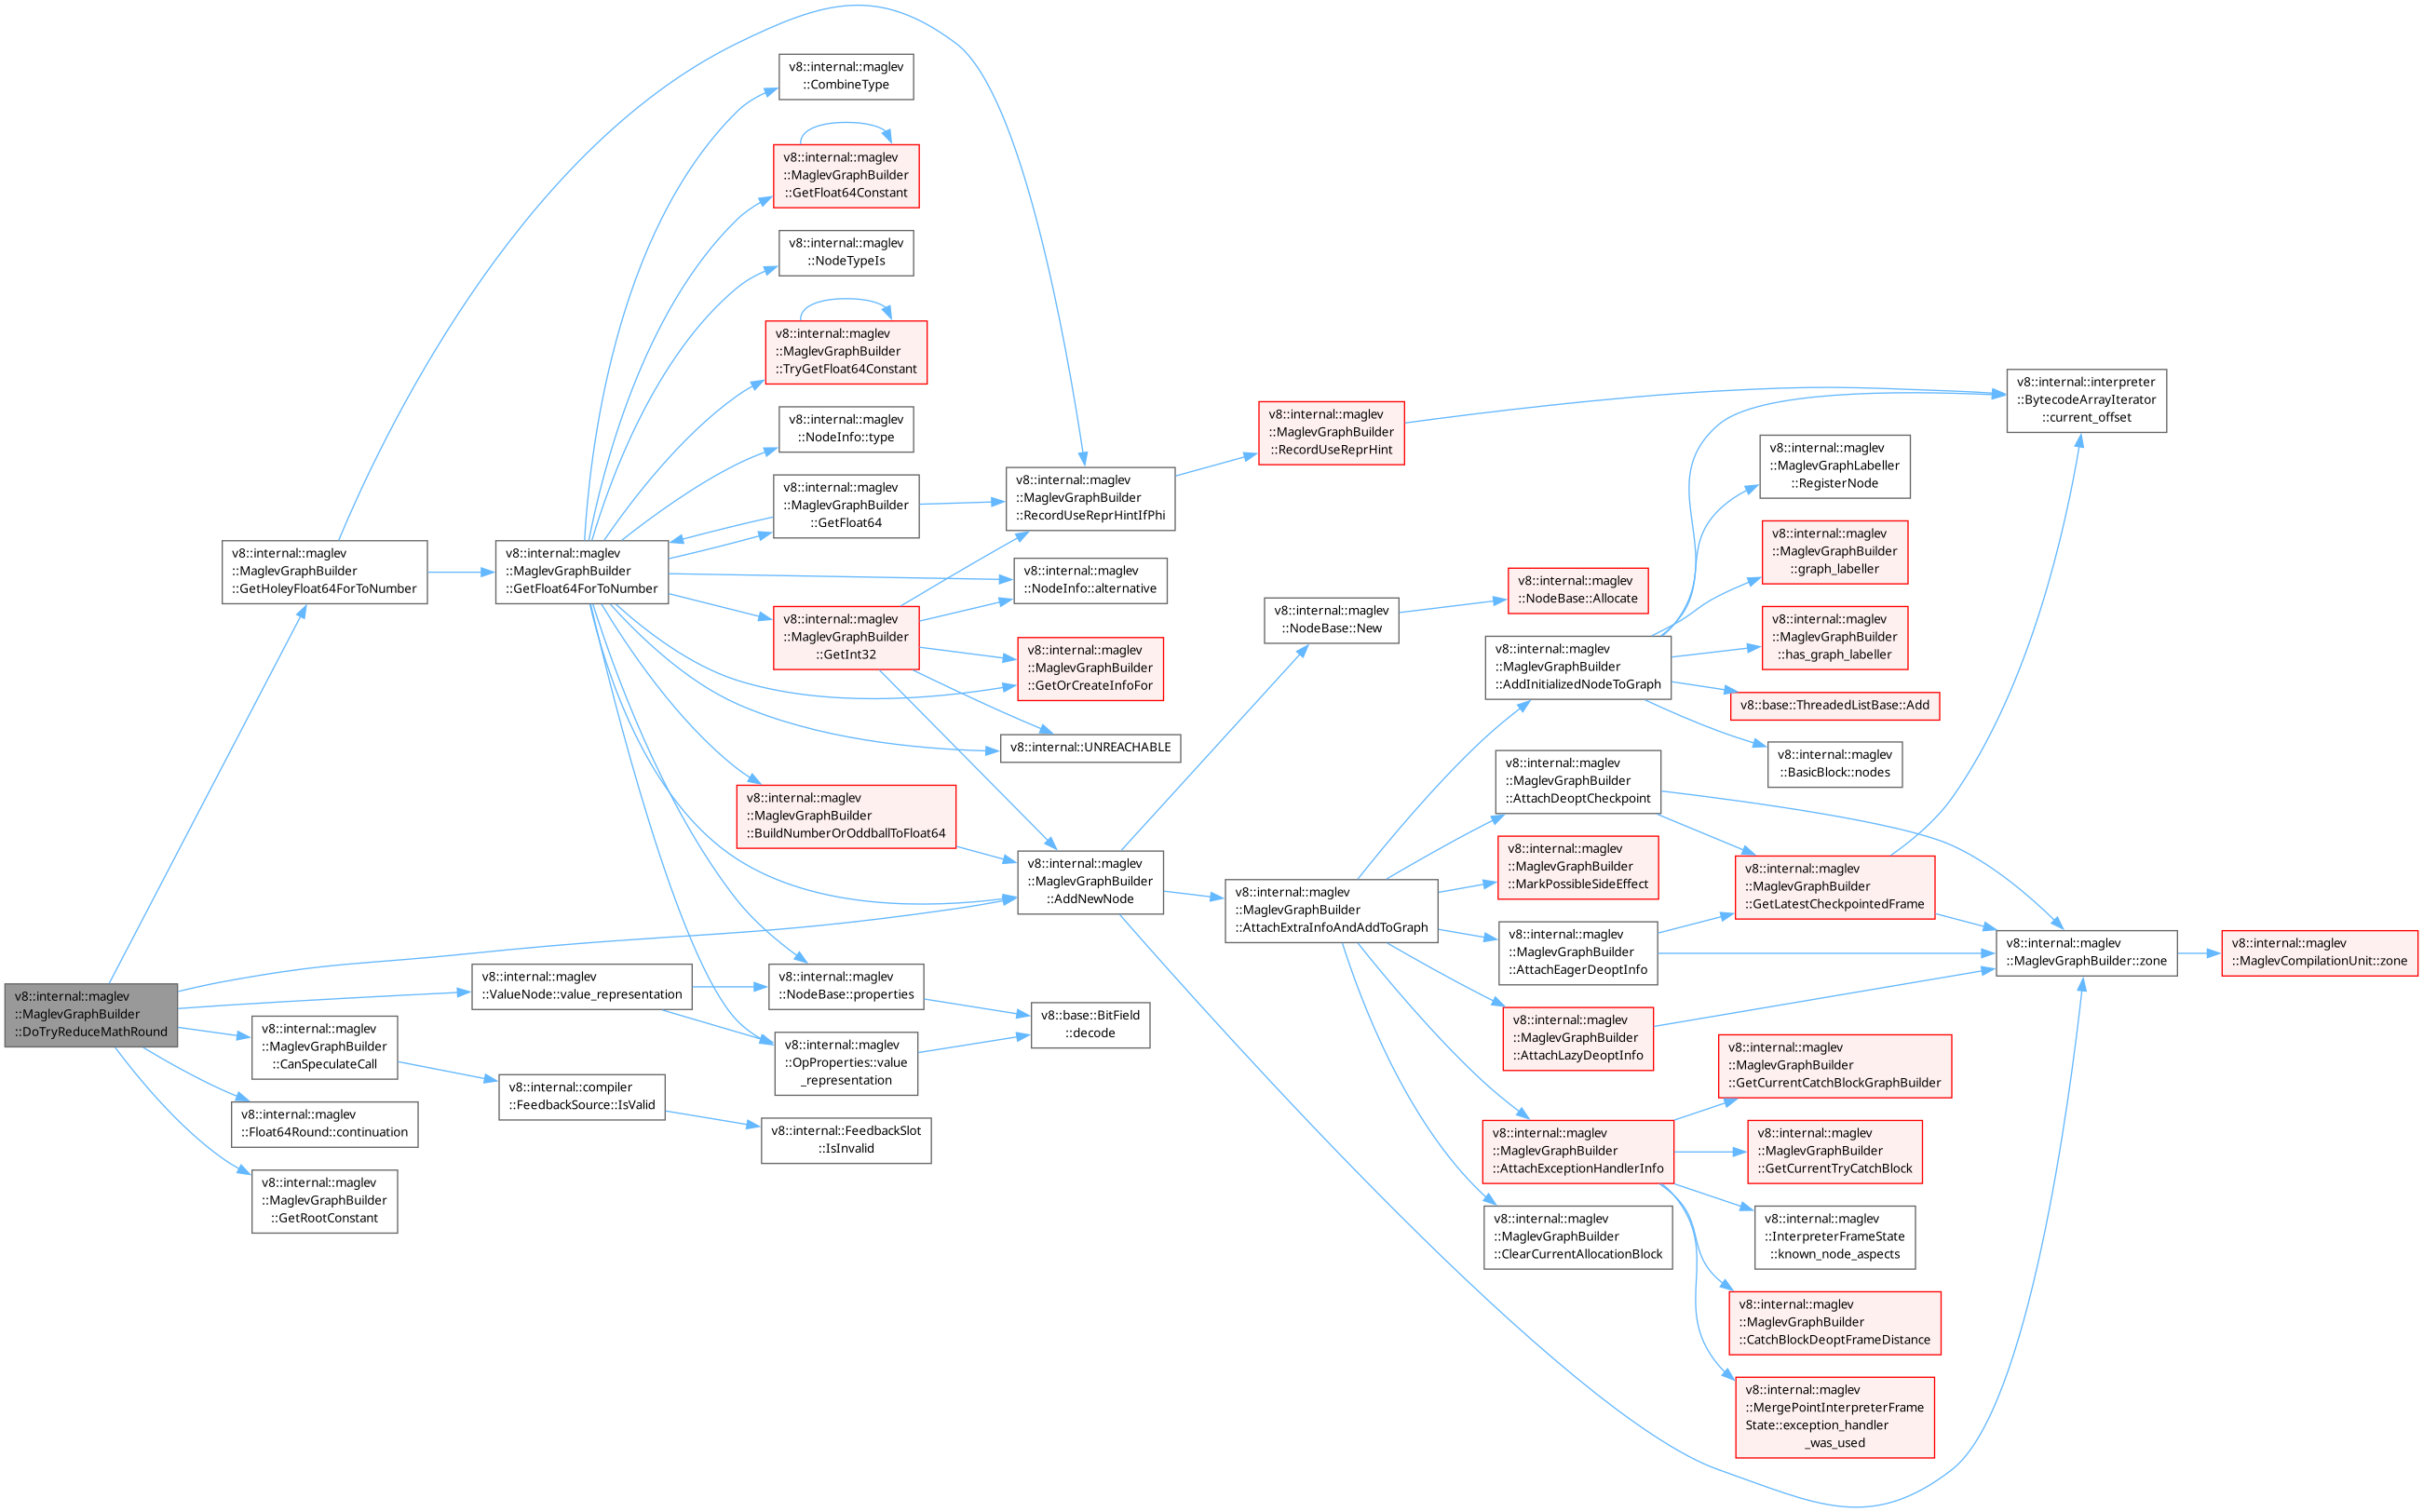 v8::internal::maglev
::MaglevGraphBuilder
::DoTryReduceMathRound
v8::internal::maglev
::MaglevGraphBuilder
::GetHoleyFloat64ForToNumber
v8::internal::maglev
::ValueNode::value_representation
v8::internal::maglev
::MaglevGraphBuilder
::CanSpeculateCall
v8::internal::maglev
::Float64Round::continuation
v8::internal::maglev
::MaglevGraphBuilder
::GetRootConstant
v8::internal::maglev
::MaglevGraphBuilder
::GetFloat64ForToNumber
v8::internal::compiler
::FeedbackSource::IsValid
v8::internal::maglev
::CombineType
v8::internal::maglev
::MaglevGraphBuilder
::GetFloat64Constant
v8::internal::maglev
::NodeTypeIs
v8::internal::maglev
::MaglevGraphBuilder
::TryGetFloat64Constant
v8::internal::maglev
::NodeInfo::type
v8::internal::maglev
::MaglevGraphBuilder
::GetFloat64
v8::internal::maglev
::MaglevGraphBuilder
::GetInt32
v8::internal::maglev
::MaglevGraphBuilder
::BuildNumberOrOddballToFloat64
v8::internal::maglev
::NodeBase::properties
v8::internal::maglev
::OpProperties::value
_representation
v8::internal::FeedbackSlot
::IsInvalid
v8::internal::maglev
::MaglevGraphBuilder
::RecordUseReprHintIfPhi
v8::internal::maglev
::NodeInfo::alternative
v8::internal::maglev
::MaglevGraphBuilder
::GetOrCreateInfoFor
v8::internal::UNREACHABLE
v8::internal::maglev
::MaglevGraphBuilder
::AddNewNode
v8::base::BitField
::decode
v8::internal::maglev
::MaglevGraphBuilder
::RecordUseReprHint
v8::internal::maglev
::NodeBase::New
v8::internal::maglev
::MaglevGraphBuilder
::AttachExtraInfoAndAddToGraph
v8::internal::maglev
::NodeBase::Allocate
v8::internal::maglev
::MaglevGraphBuilder
::AddInitializedNodeToGraph
v8::internal::maglev
::MaglevGraphBuilder
::AttachDeoptCheckpoint
v8::internal::maglev
::MaglevGraphBuilder
::MarkPossibleSideEffect
v8::internal::maglev
::MaglevGraphBuilder
::AttachEagerDeoptInfo
v8::internal::maglev
::MaglevGraphBuilder
::AttachLazyDeoptInfo
v8::internal::maglev
::MaglevGraphBuilder
::AttachExceptionHandlerInfo
v8::internal::maglev
::MaglevGraphBuilder
::ClearCurrentAllocationBlock
v8::internal::maglev
::MaglevGraphLabeller
::RegisterNode
v8::internal::maglev
::MaglevGraphBuilder
::graph_labeller
v8::internal::maglev
::MaglevGraphBuilder
::has_graph_labeller
v8::base::ThreadedListBase::Add
v8::internal::maglev
::BasicBlock::nodes
v8::internal::maglev
::MaglevGraphBuilder
::GetLatestCheckpointedFrame
v8::internal::maglev
::MaglevGraphBuilder
::GetCurrentCatchBlockGraphBuilder
v8::internal::maglev
::MaglevGraphBuilder
::GetCurrentTryCatchBlock
v8::internal::maglev
::InterpreterFrameState
::known_node_aspects
v8::internal::maglev
::MaglevGraphBuilder
::CatchBlockDeoptFrameDistance
v8::internal::maglev
::MergePointInterpreterFrame
State::exception_handler
_was_used
v8::internal::interpreter
::BytecodeArrayIterator
::current_offset
v8::internal::maglev
::MaglevGraphBuilder::zone
v8::internal::maglev
::MaglevCompilationUnit::zone